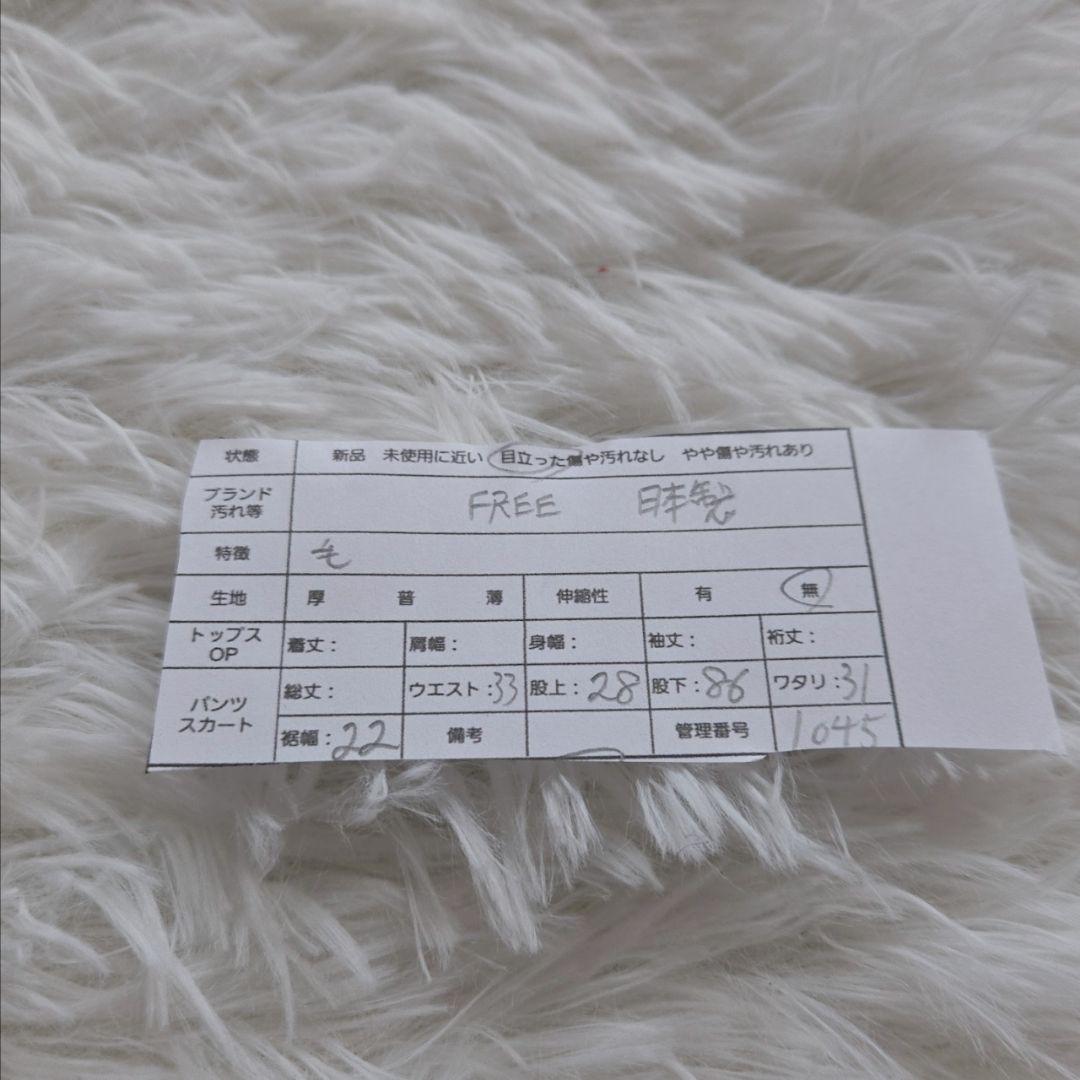 状態 新品 未使用に近い 目立った傷や汚れなし やや傷や汚れあり
ブランド
汚れ等 FREE 日本製
特徴 毛
生地 厚 普 薄 伸縮性 有 無
トップス
OP 着丈: 肩幅: 身幅: 袖丈: 裄丈:
パンツ
スカート 総丈: ウエスト:33 股上:28 股下:86 ワタリ:31
裾幅:22 備考 管理番号 1045